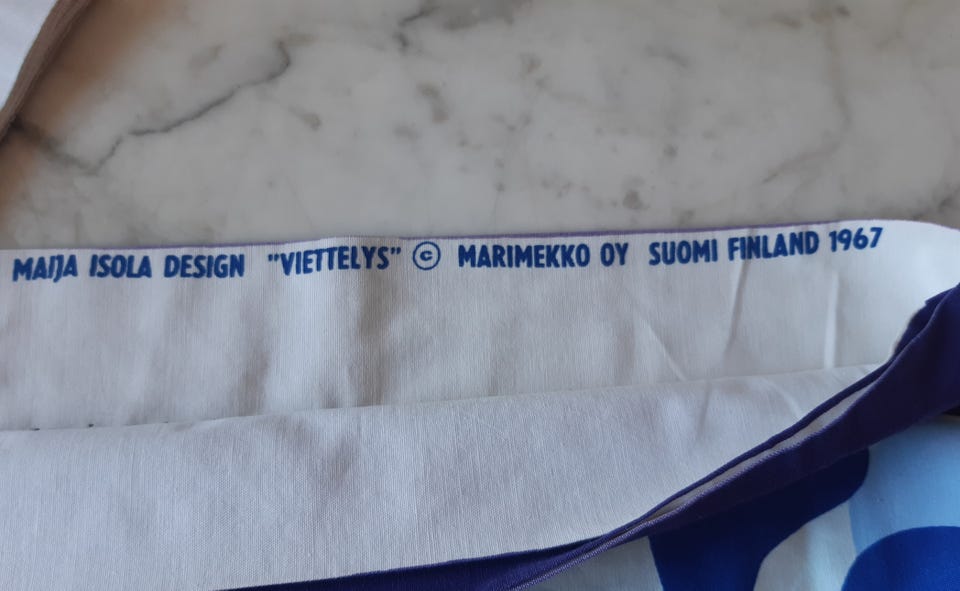 MAIJA ISOLA DESIGN "VIETTELYS" © MARIMEKKO OY SUOMI FINLAND 1967